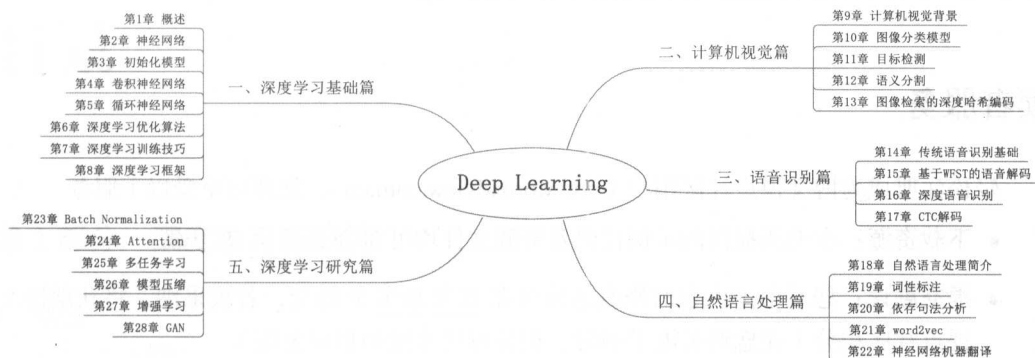 Deep Learning
一、深度学习基础篇
第1章 概述
第2章 神经网络
第3章 初始化模型
第4章 卷积神经网络
第5章 循环神经网络
第6章 深度学习优化算法
第7章 深度学习训练技巧
第8章 深度学习框架
二、计算机视觉篇
第9章 计算机视觉背景
第10章 图像分类模型
第11章 目标检测
第12章 语义分割
第13章 图像检索的深度哈希编码
三、语音识别篇
第14章 传统语音识别基础
第15章 基于WFST的语音解码
第16章 深度语音识别
第17章 CTC解码
四、自然语言处理篇
第18章 自然语言处理简介
第19章 词性标注
第20章 依存句法分析
第21章 word2vec
第22章 神经网络机器翻译
五、深度学习研究篇
第23章 Batch Normalization
第24章 Attention
第25章 多任务学习
第26章 模型压缩
第27章 增强学习
第28章 GAN